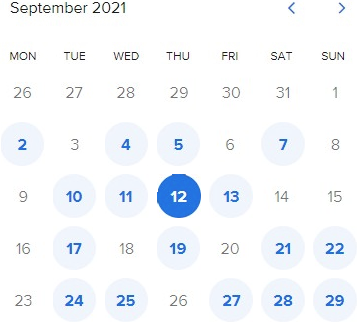 September 2021
MON TUE WED THU FRI SAT SUN
26 27 28 29 30 31 1
2 3 4 5 6 7 8
9 10 11 12 13 14 15
16 17 18 19 20 21 22
23 24 25 26 27 28 29